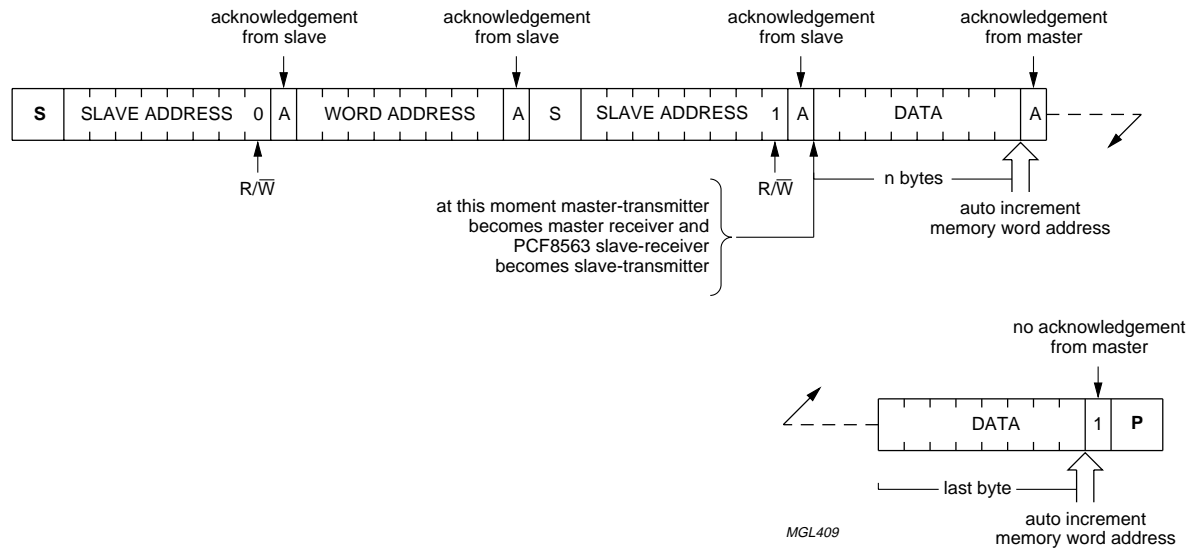 acknowledgement
from slave
acknowledgement
from slave
acknowledgement
from slave
acknowledgement
from master
S SLAVE ADDRESS 0 A WORD ADDRESS A S SLAVE ADDRESS 1 A DATA A
R/W̅
R/W̅
n bytes
at this moment master-transmitter
becomes master receiver and
PCF8563 slave-receiver
becomes slave-transmitter
auto increment
memory word address
no acknowledgement
from master
DATA 1 P
last byte
auto increment
memory word address
MGL409